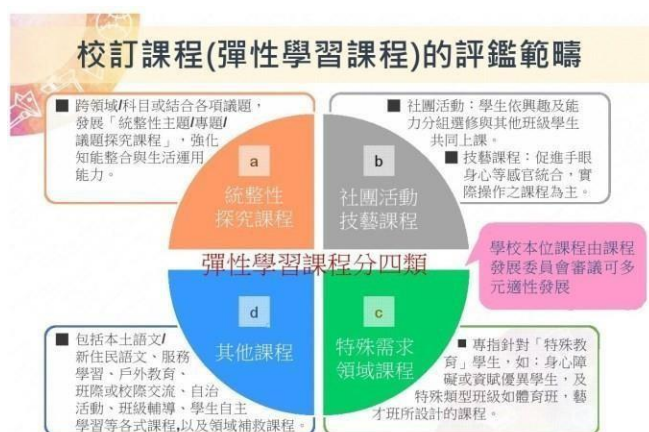 校訂課程(彈性學習課程)的評鑑範疇
■ 跨領域/科目或結合各項議題，
發展「統整性主題/專題/
議題探究課程」，強化
知能整合與生活運用
能力。
■ 社團活動：學生依興趣及能
力分組選修與其他班級學生
共同上課。
■ 技藝課程：促進手眼
身心等感官統合，實
際操作之課程為主。
a
統整性
探究課程
b
社團活動
技藝課程
彈性學習課程分四類
學校本位課程由課程
發展委員會審議可多
元適性發展
d
其他課程
c
特殊需求
領域課程
■ 包括本土語文/
新住民語文、服務
學習、戶外教育、
班際或校際交流、自治
活動、班級輔導、學生自主
學習等各式課程,以及領域補救課程。
■ 專指針對「特殊教
育」學生，如：身心障
礙或資賦優異學生，及
特殊類型班級如體育班，藝
才班所設計的課程。